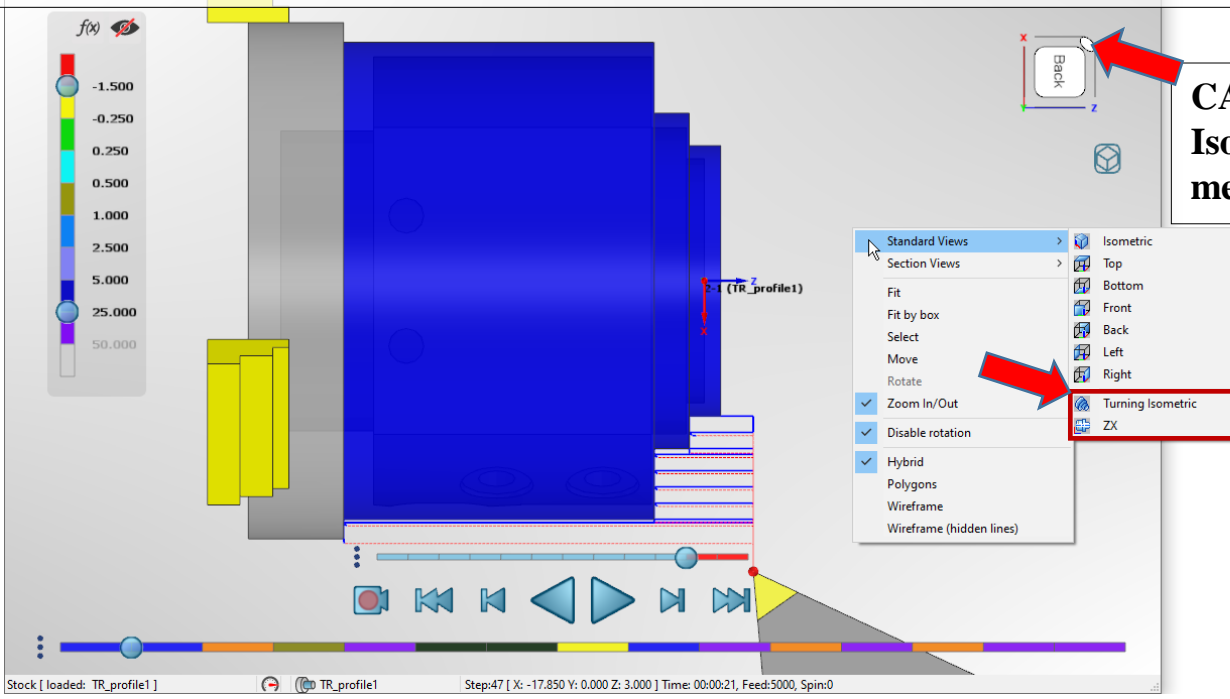 f(x)
-1.500
-0.250
0.250
0.500
1.000
2.500
5.000
25.000
50.000
X
Back
Y
Z
CA
Iso
me
Z
2-1 (TR_profile1)
X
Standard Views >
Section Views >
Fit
Fit by box
Select
Move
Rotate
Zoom In/Out
Disable rotation
Hybrid
Polygons
Wireframe
Wireframe (hidden lines)
Isometric
Top
Bottom
Front
Back
Left
Right
Turning Isometric
ZX
Stock [ loaded: TR_profile1 ] TR_profile1 Step:47 [ X: -17.850 Y: 0.000 Z: 3.000 ] Time: 00:00:21, Feed:5000, Spin:0